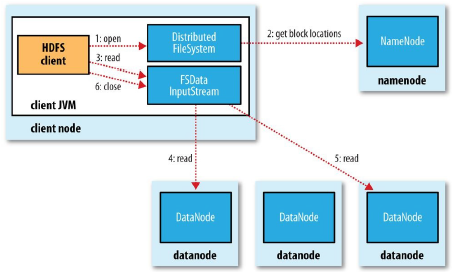 HDFS
client
1: open
3: read
6: close
Distributed
FileSystem
FSData
InputStream
2: get block locations
NameNode
namenode
client JVM
client node
4: read
5: read
DataNode
DataNode
DataNode
datanode
datanode
datanode